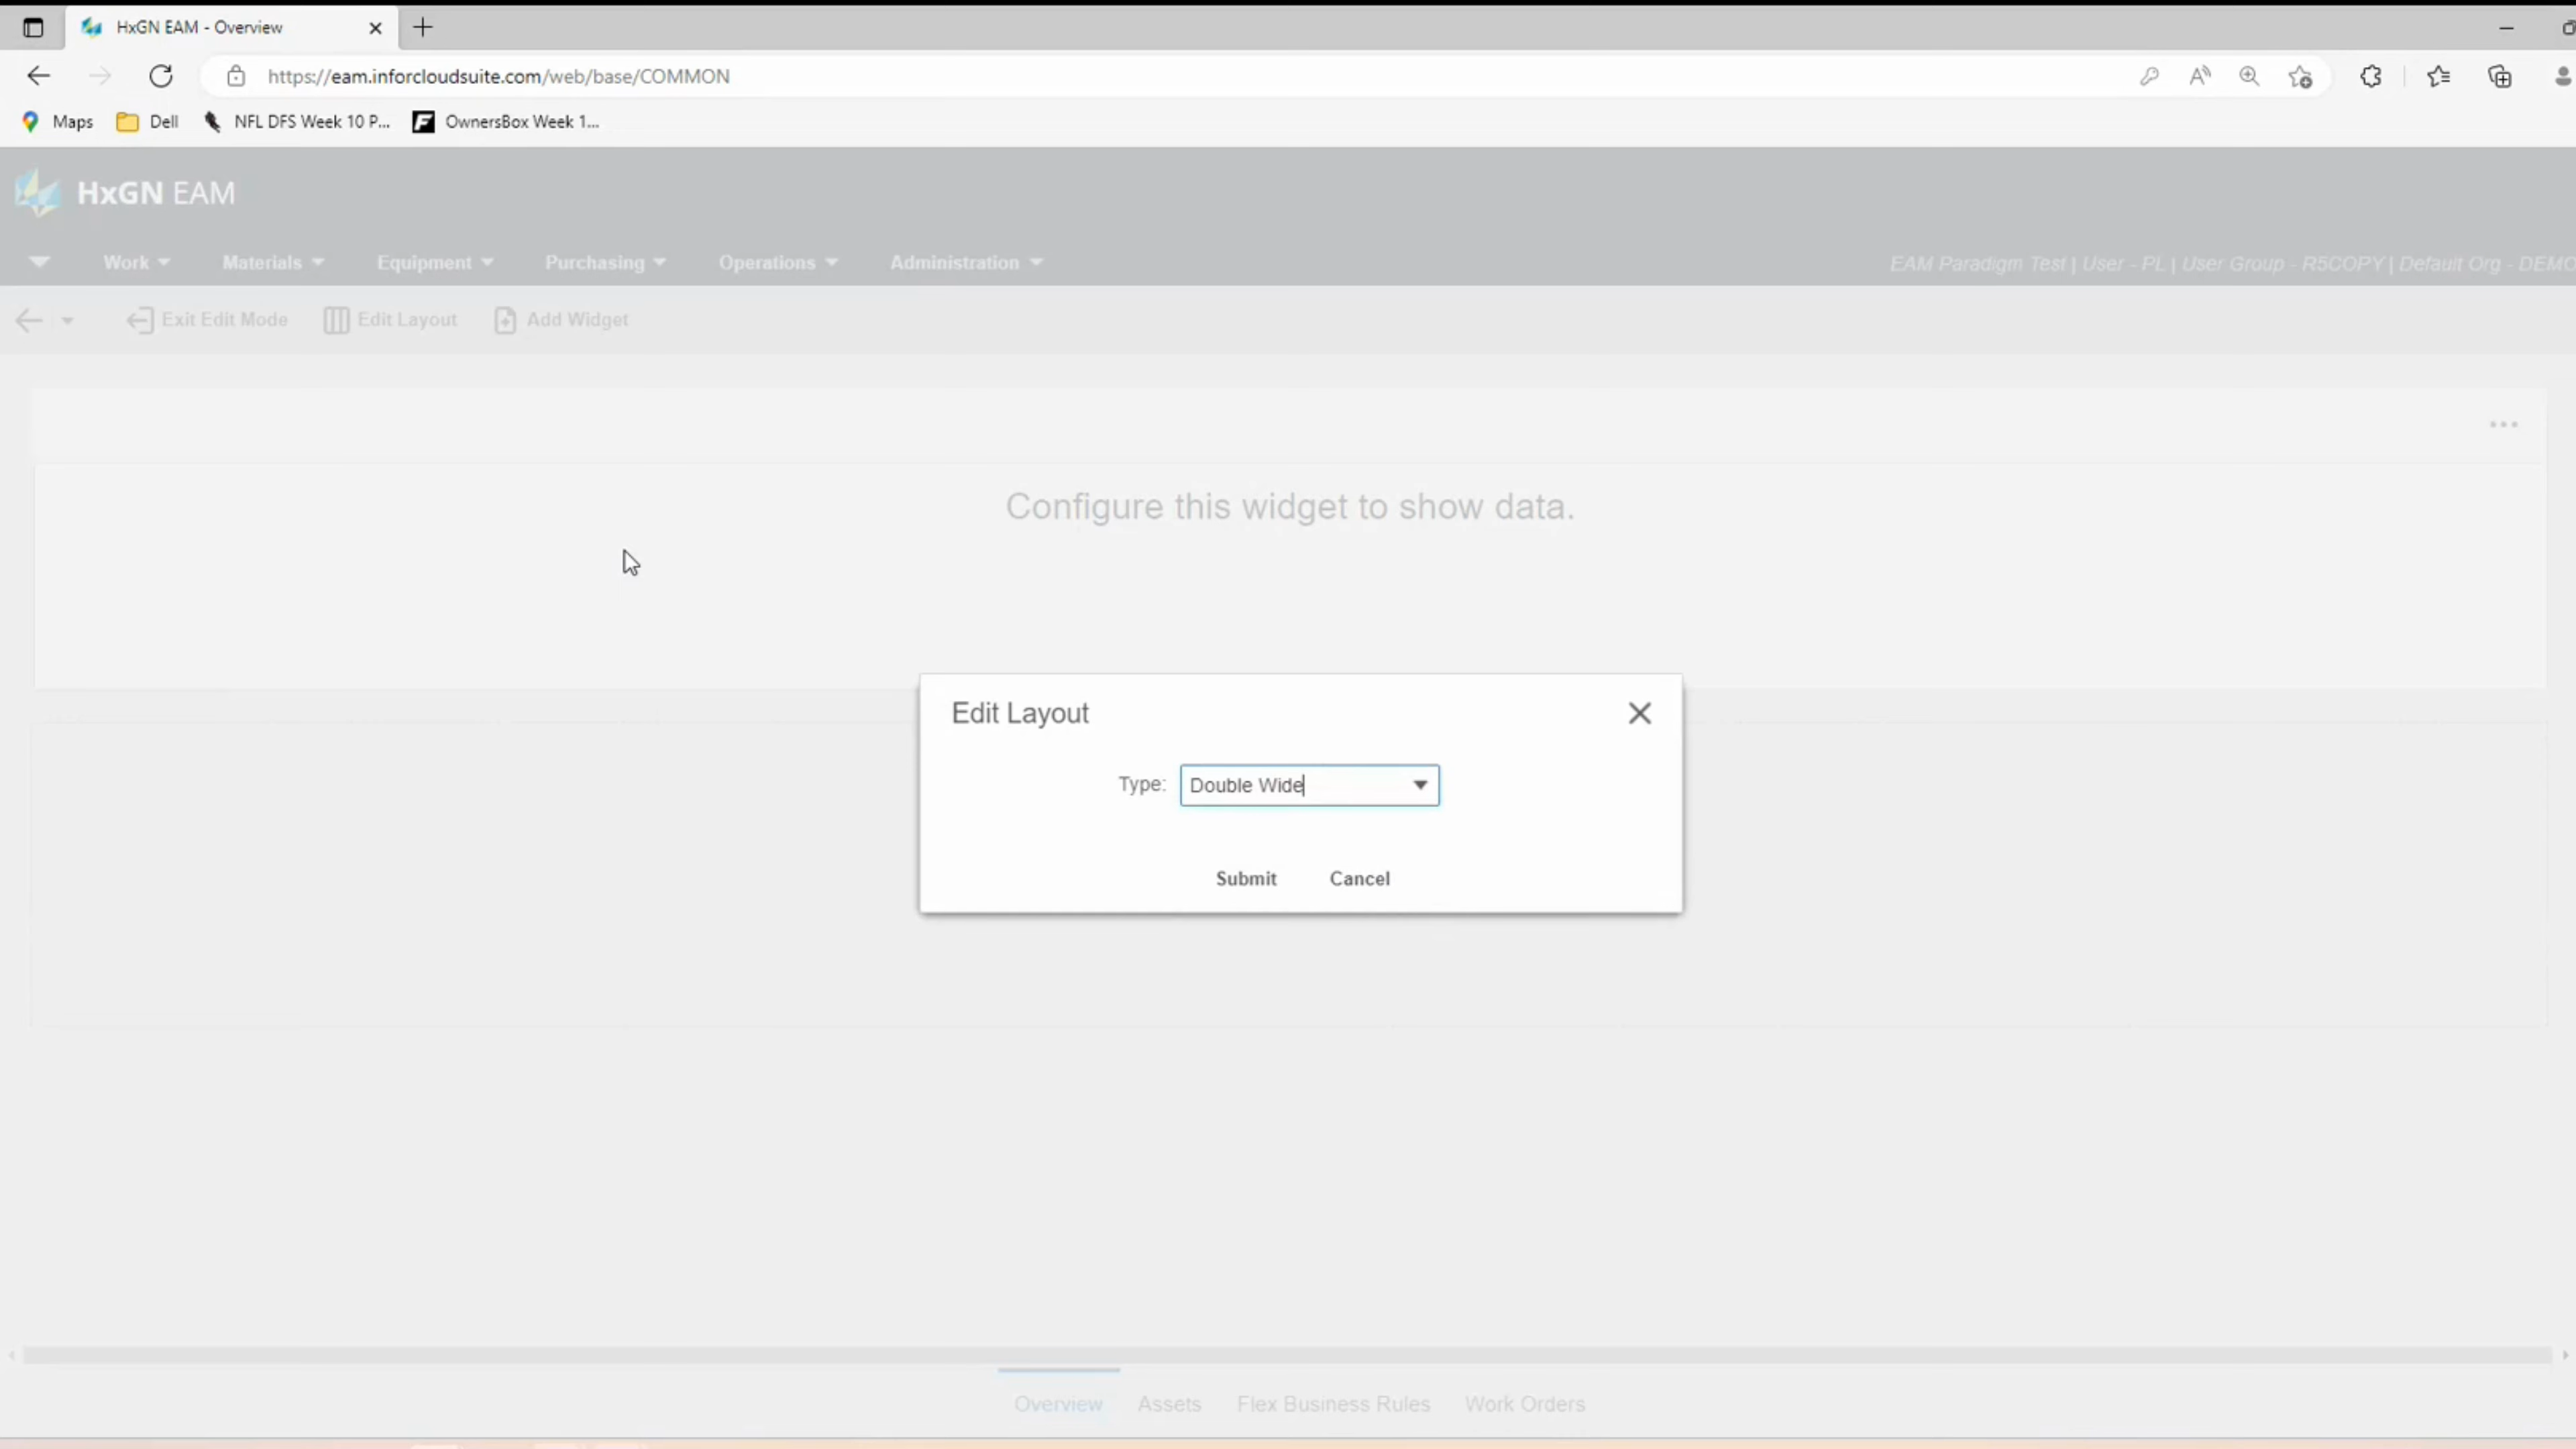 HxGN EAM - Overview
https://eam.inforcloudsuite.com/web/base/COMMON
Maps
Dell
NFL DFS Week 10 P...
OwnersBox Week 1...
HxGN EAM
Work
Materials
Equipment
Purchasing
Operations
Administration
EAM Paradigm Test | User - PL | User Group - R5COPY | Default Org - DEMO
Exit Edit Mode
Edit Layout
Add Widget
Configure this widget to show data.
Edit Layout
Type: Double Wide
Submit
Cancel
Overview
Assets
Flex Business Rules
Work Orders